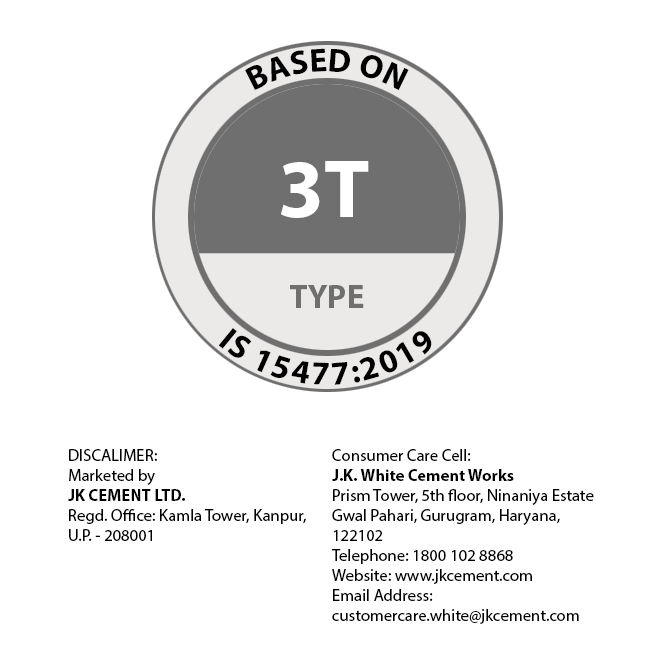 BASED ON
3T
TYPE
IS 15477:2019
DISCALIMER:
Marketed by
JK CEMENT LTD.
Regd. Office: Kamla Tower, Kanpur,
U.P. - 208001
Consumer Care Cell:
J.K. White Cement Works
Prism Tower, 5th floor, Ninaniya Estate
Gwal Pahari, Gurugram, Haryana,
122102
Telephone: 1800 102 8868
Website: www.jkcement.com
Email Address:
customercare.white@jkcement.com